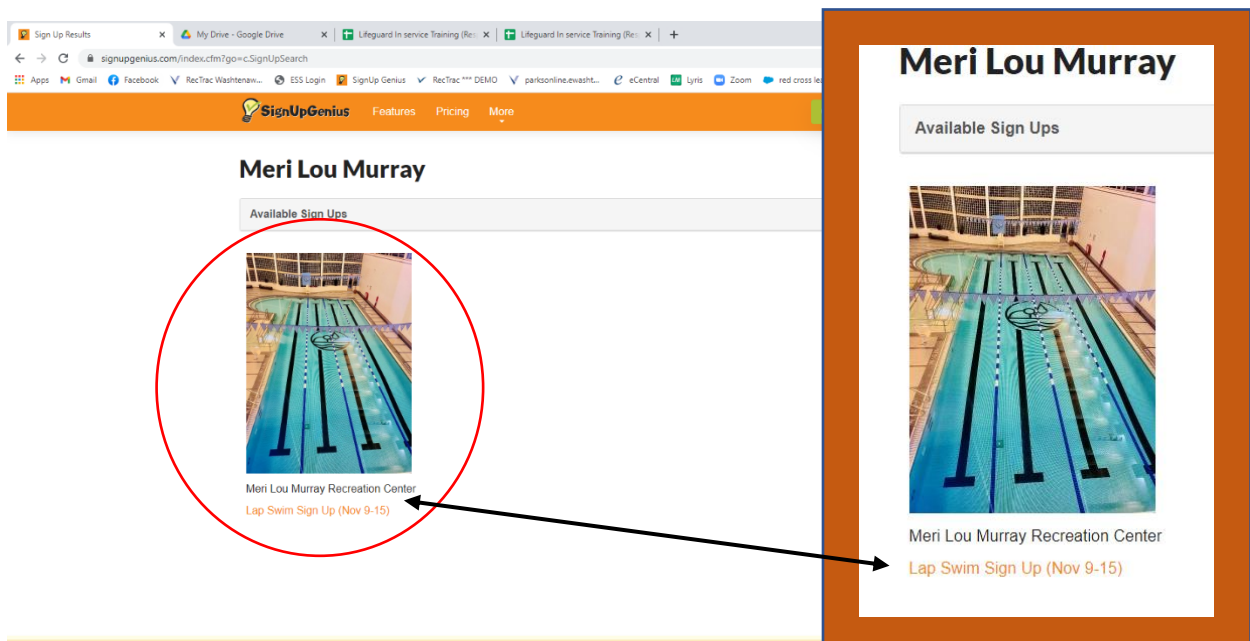 Sign Up Results
My Drive - Google Drive
Lifeguard In service Training (Res
Lifeguard In service Training (Res
signupgenius.com/index.cfm?go=c.SignUpSearch
Apps Gmail Facebook RecTrac Washtenaw... ESS Login SignUp Genius RecTrac *** DEMO parksonline.ewasht... eCentral Lyris Zoom red cross
SignUpGenius Features Pricing More
Meri Lou Murray
Available Sign Ups
Meri Lou Murray Recreation Center
Lap Swim Sign Up (Nov 9-15)
Meri Lou Murray
Available Sign Ups
Meri Lou Murray Recreation Center
Lap Swim Sign Up (Nov 9-15)